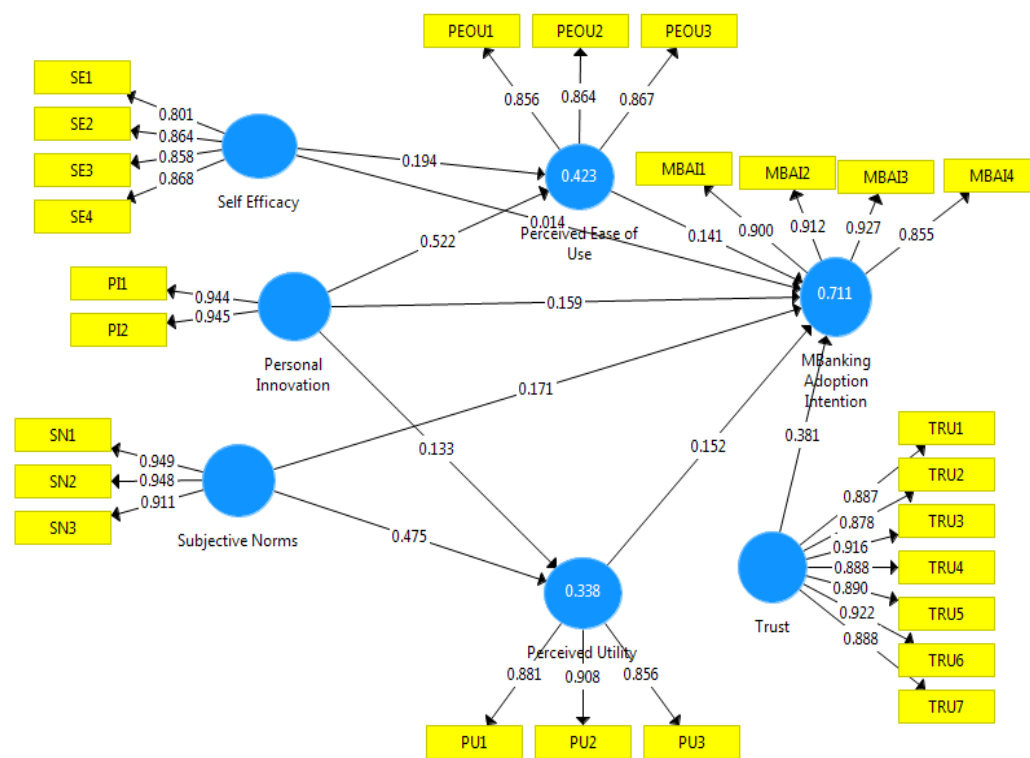 PEOU1
PEOU2
PEOU3
0.856
0.864
0.867
SE1
SE2
SE3
SE4
0.801
0.864
0.858
0.868
Self Efficacy
0.194
0.014
0.423
Perceived Ease of
Use
MBAI1
MBAI2
MBAI3
MBAI4
0.900
0.912
0.927
0.855
0.141
0.522
PI1
PI2
0.944
0.945
Personal
Innovation
0.159
0.711
MBanking
Adoption
Intention
0.171
0.133
0.152
0.381
SN1
SN2
SN3
0.949
0.948
0.911
Subjective Norms
0.475
0.338
Perceived Utility
0.881
0.908
0.856
PU1
PU2
PU3
Trust
0.887
0.878
0.916
0.888
0.890
0.922
0.888
TRU1
TRU2
TRU3
TRU4
TRU5
TRU6
TRU7